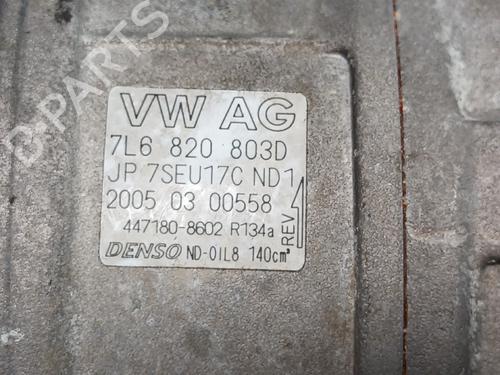 VW AG
7L6 820 803D
JP 7SEU17C ND1
2005 03 00558
447180-8602 R134a
DENSO ND-OIL8 140cm³
REV
B-PARTS